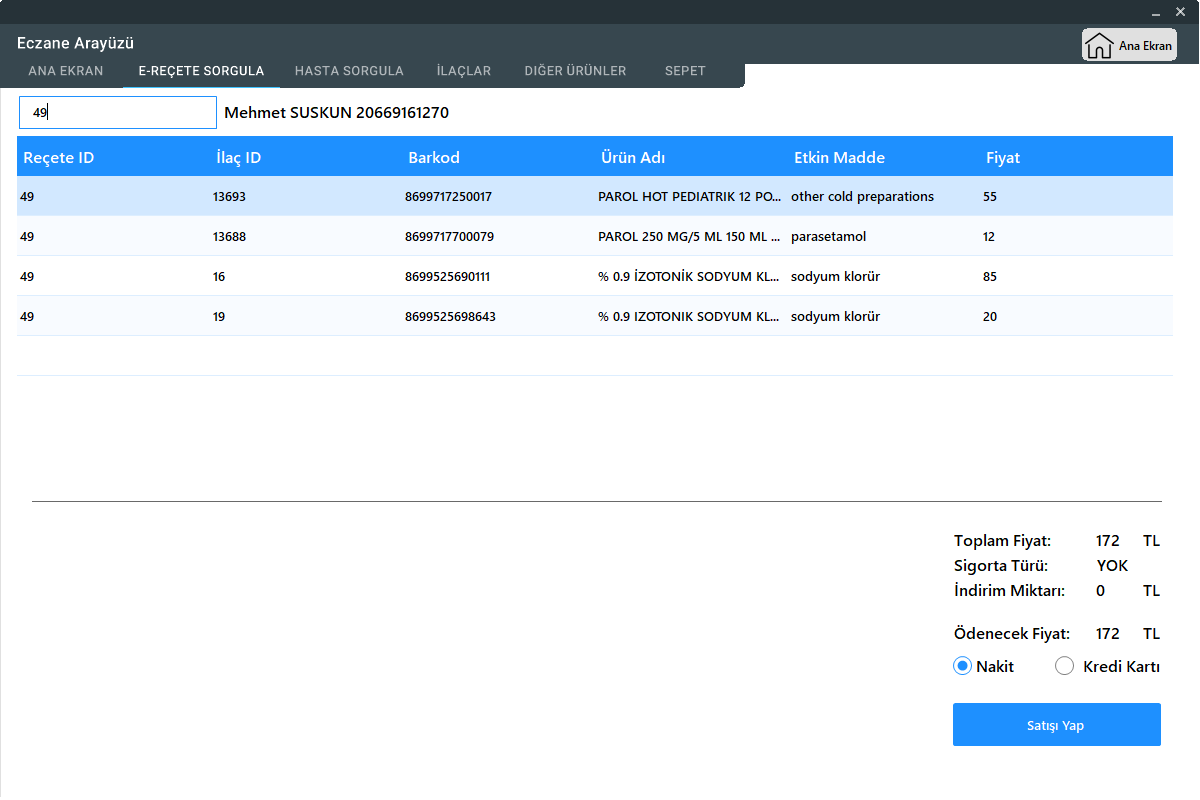 Eczane Arayüzü
Ana Ekran
ANA EKRAN E-REÇETE SORGULA HASTA SORGULA İLAÇLAR DIĞER ÜRÜNLER SEPET
49 Mehmet SUSKUN 20669161270
Reçete ID İlaç ID Barkod Ürün Adı Etkin Madde Fiyat
49 13693 8699717250017 PAROL HOT PEDIATRIK 12 PO... other cold preparations 55
49 13688 8699717700079 PAROL 250 MG/5 ML 150 ML ... parasetamol 12
49 16 8699525690111 % 0.9 İZOTONİK SODYUM KL... sodyum klorür 85
49 19 8699525698643 % 0.9 IZOTONIK SODYUM KL... sodyum klorür 20
Toplam Fiyat: 172 TL
Sigorta Türü: YOK
İndirim Miktarı: 0 TL
Ödenecek Fiyat: 172 TL
Nakit Kredi Kartı
Satışı Yap